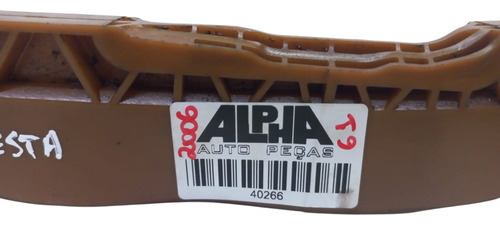 ESTA
2006
ALPHA
AUTO PEÇAS
T9
40266